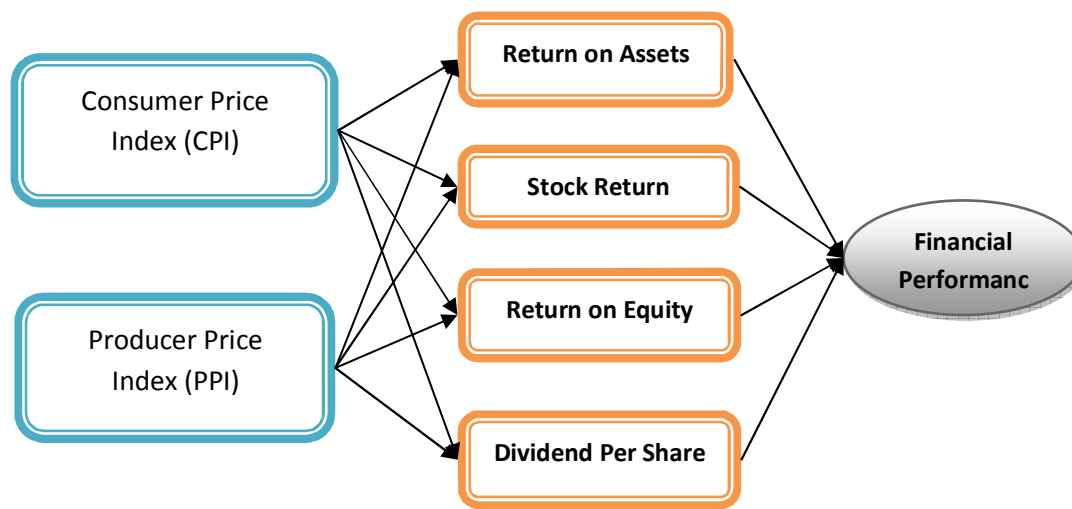 Consumer Price
Index (CPI)
Producer Price
Index (PPI)
Return on Assets
Stock Return
Return on Equity
Dividend Per Share
Financial
Performanc